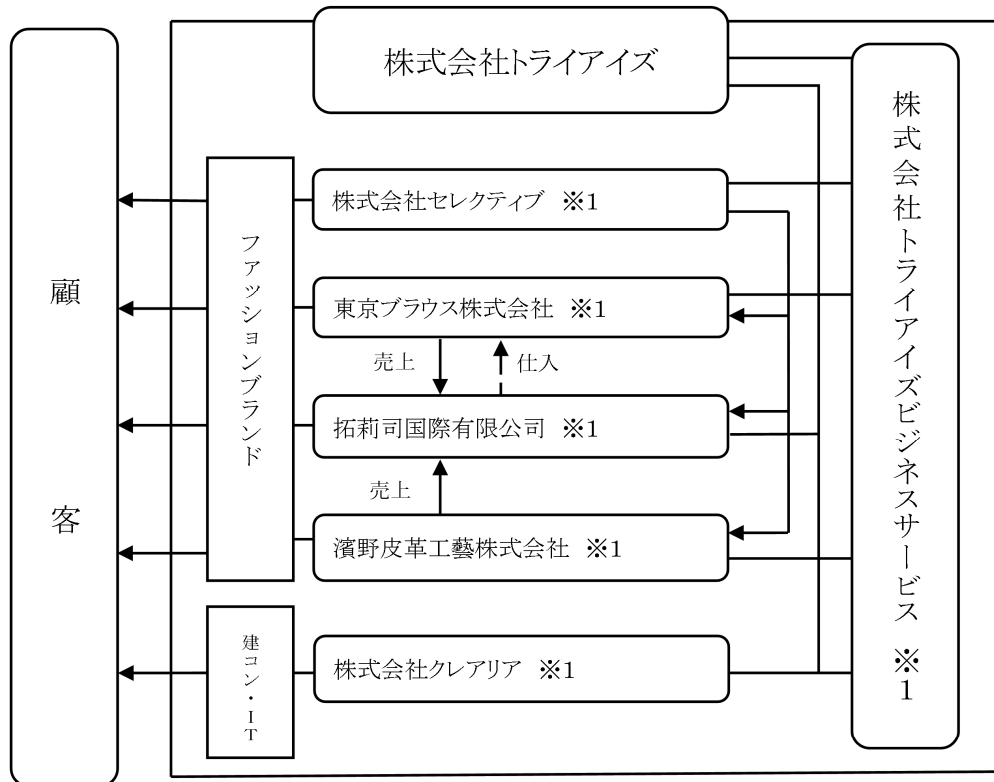 株式会社トライアイズ
顧客
ファッションブランド
株式会社セレクティブ ※1
東京ブラウス株式会社 ※1
売上
仕入
拓莉司国際有限公司 ※1
売上
濱野皮革工藝株式会社 ※1
建コン・IT
株式会社クレアリア ※1
株式会社トライアイズビジネスサービス ※1